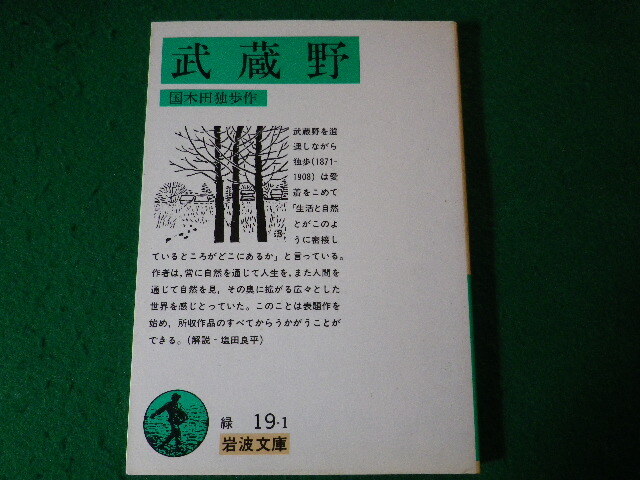 武蔵野
国木田独歩作
武蔵野を逍
遥しながら
独歩(1871-
1908) は愛
着をこめて
「生活と自然
とがこのよ
うに密接し
ているところがどこにあるか」と言っている。
作者は,常に自然を通じて人生を,また人間を
通じて自然を見, その奥に拡がる広々とした
世界を感じとっていた。このことは表題作を
始め, 所収作品のすべてからうかがうことが
できる。(解説‐塩田良平)
緑 19-1
岩波文庫